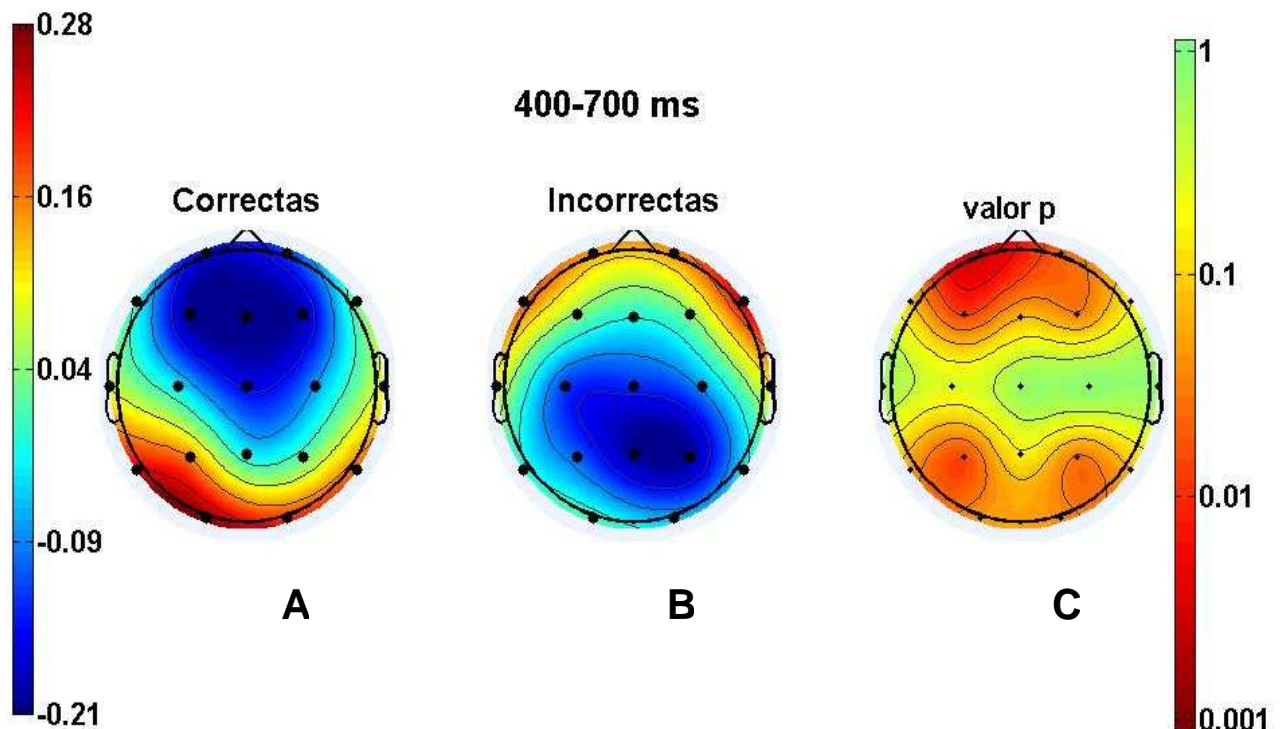 400-700 ms
Correctas
Incorrectas
valor p
0.28
0.16
0.04
-0.09
-0.21
1
0.1
0.01
0.001
A
B
C